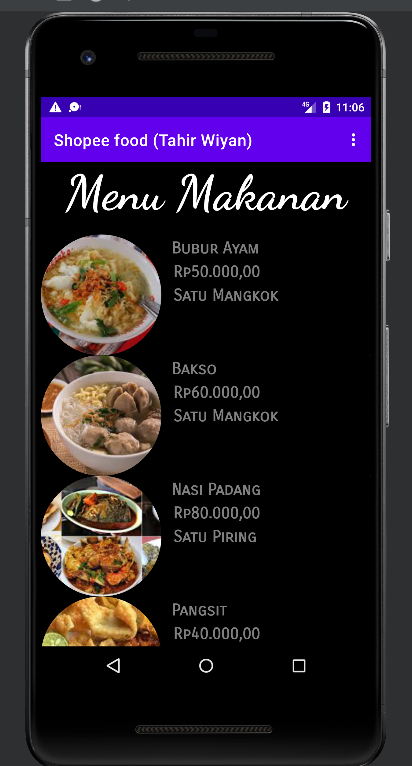 4G 11:06
Shopee food (Tahir Wiyan)
Menu Makanan
Bubur Ayam
Rp50.000,00
Satu Mangkok
Bakso
Rp60.000,00
Satu Mangkok
Nasi Padang
Rp80.000,00
Satu Piring
Pangsit
Rp40.000,00